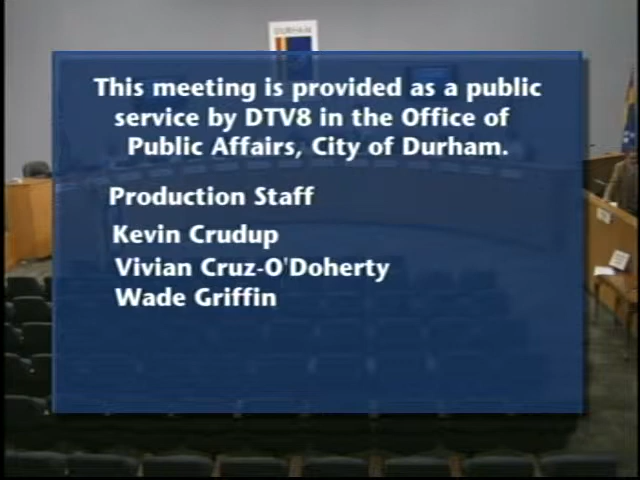 DURHAM
This meeting is provided as a public
service by DTV8 in the Office of
Public Affairs, City of Durham.
Production Staff
Kevin Crudup
Vivian Cruz-O'Doherty
Wade Griffin